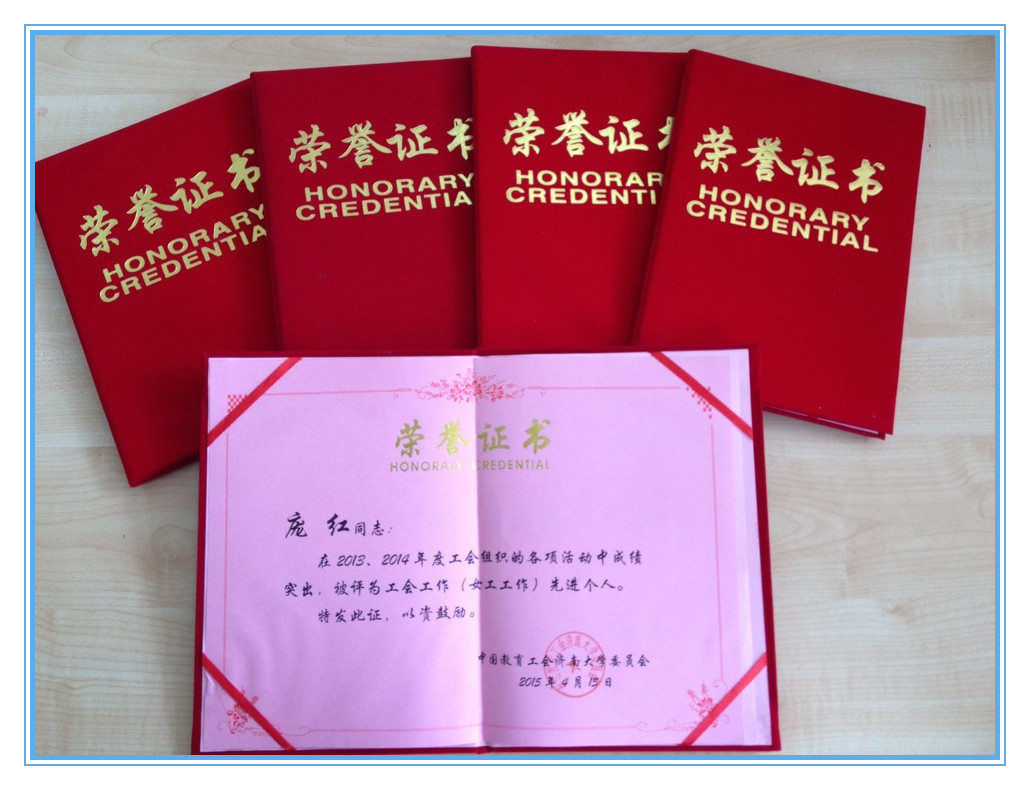 荣誉证书
HONORARY
CREDENTIA
荣誉证书
HONORARY
CREDENTIA
荣誉证书
HONORAR
CREDENTI
荣誉证书
HONORARY
CREDENTIAL
荣誉证书
HONORARY CREDENTIAL
庞 红同志：
在2013、2014年度工会组织的各项活动中成绩
突出，被评为工会工作（女工工作）先进个人。
特发此证，以资鼓励。
中国教育工会济南大学委员会
2015年4月15日